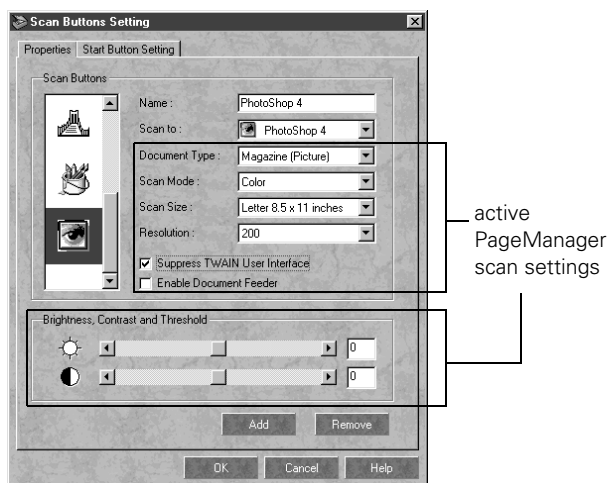 Scan Buttons Setting
Properties Start Button Setting
Scan Buttons
Name : PhotoShop 4
Scan to : PhotoShop 4
Document Type : Magazine (Picture)
Scan Mode : Color
Scan Size : Letter 8.5 x 11 inches
Resolution : 200
Suppress TWAIN User Interface
Enable Document Feeder
active
PageManager
scan settings
Brightness, Contrast and Threshold
0
0
Add Remove
OK Cancel Help